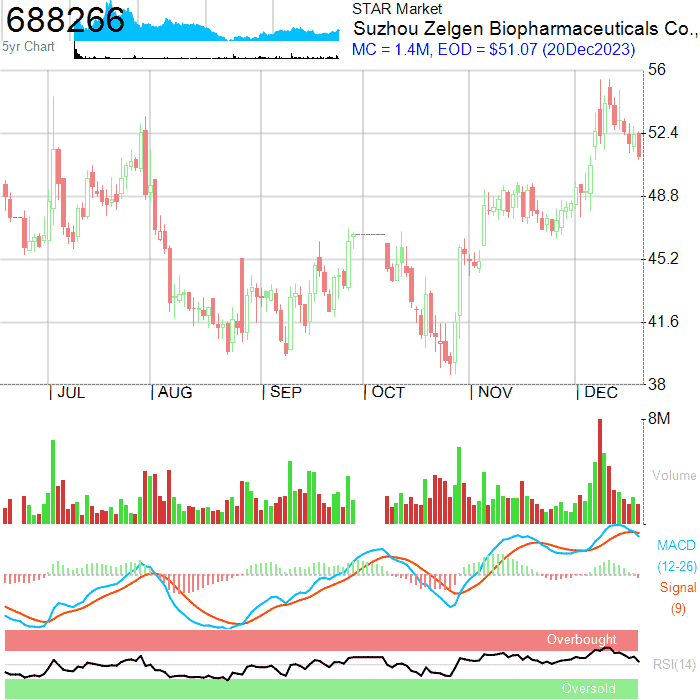 688266
5yr Chart
STAR Market
Suzhou Zelgen Biopharmaceuticals Co.,
MC = 1.4M, EOD = $51.07 (20Dec2023)
56
52.4
48.8
45.2
41.6
38
JUL AUG SEP OCT NOV DEC
8M
Volume
MACD
(12-26)
Signal
(9)
Overbought
RSI(14)
Oversold